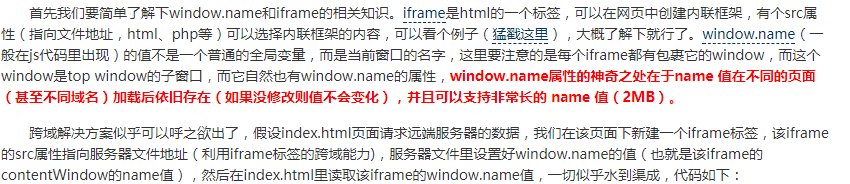 首先我们要简单了解下window.name和iframe的相关知识。iframe是html的一个标签，可以在网页中创建内联框架，有个src属
性（指向文件地址，html、php等）可以选择内联框架的内容，可以看个例子（猛戳这里），大概了解下就行了。window.name（一
般在js代码里出现）的值不是一个普通的全局变量，而是当前窗口的名字，这里要注意的是每个iframe都有包裹它的window，而这个
window是top window的子窗口，而它自然也有window.name的属性，window.name属性的神奇之处在于name 值在不同的页面
（甚至不同域名）加载后依旧存在（如果没修改则值不会变化），并且可以支持非常长的 name 值（2MB）。
跨域解决方案似乎可以呼之欲出了，假设index.html页面请求远端服务器的数据，我们在该页面下新建一个iframe标签，该iframe
的src属性指向服务器文件地址（利用iframe标签的跨域能力)，服务器文件里设置好window.name的值（也就是该iframe的
contentWindow的name值），然后在index.html里读取该iframe的window.name值，一切似乎水到渠成，代码如下：